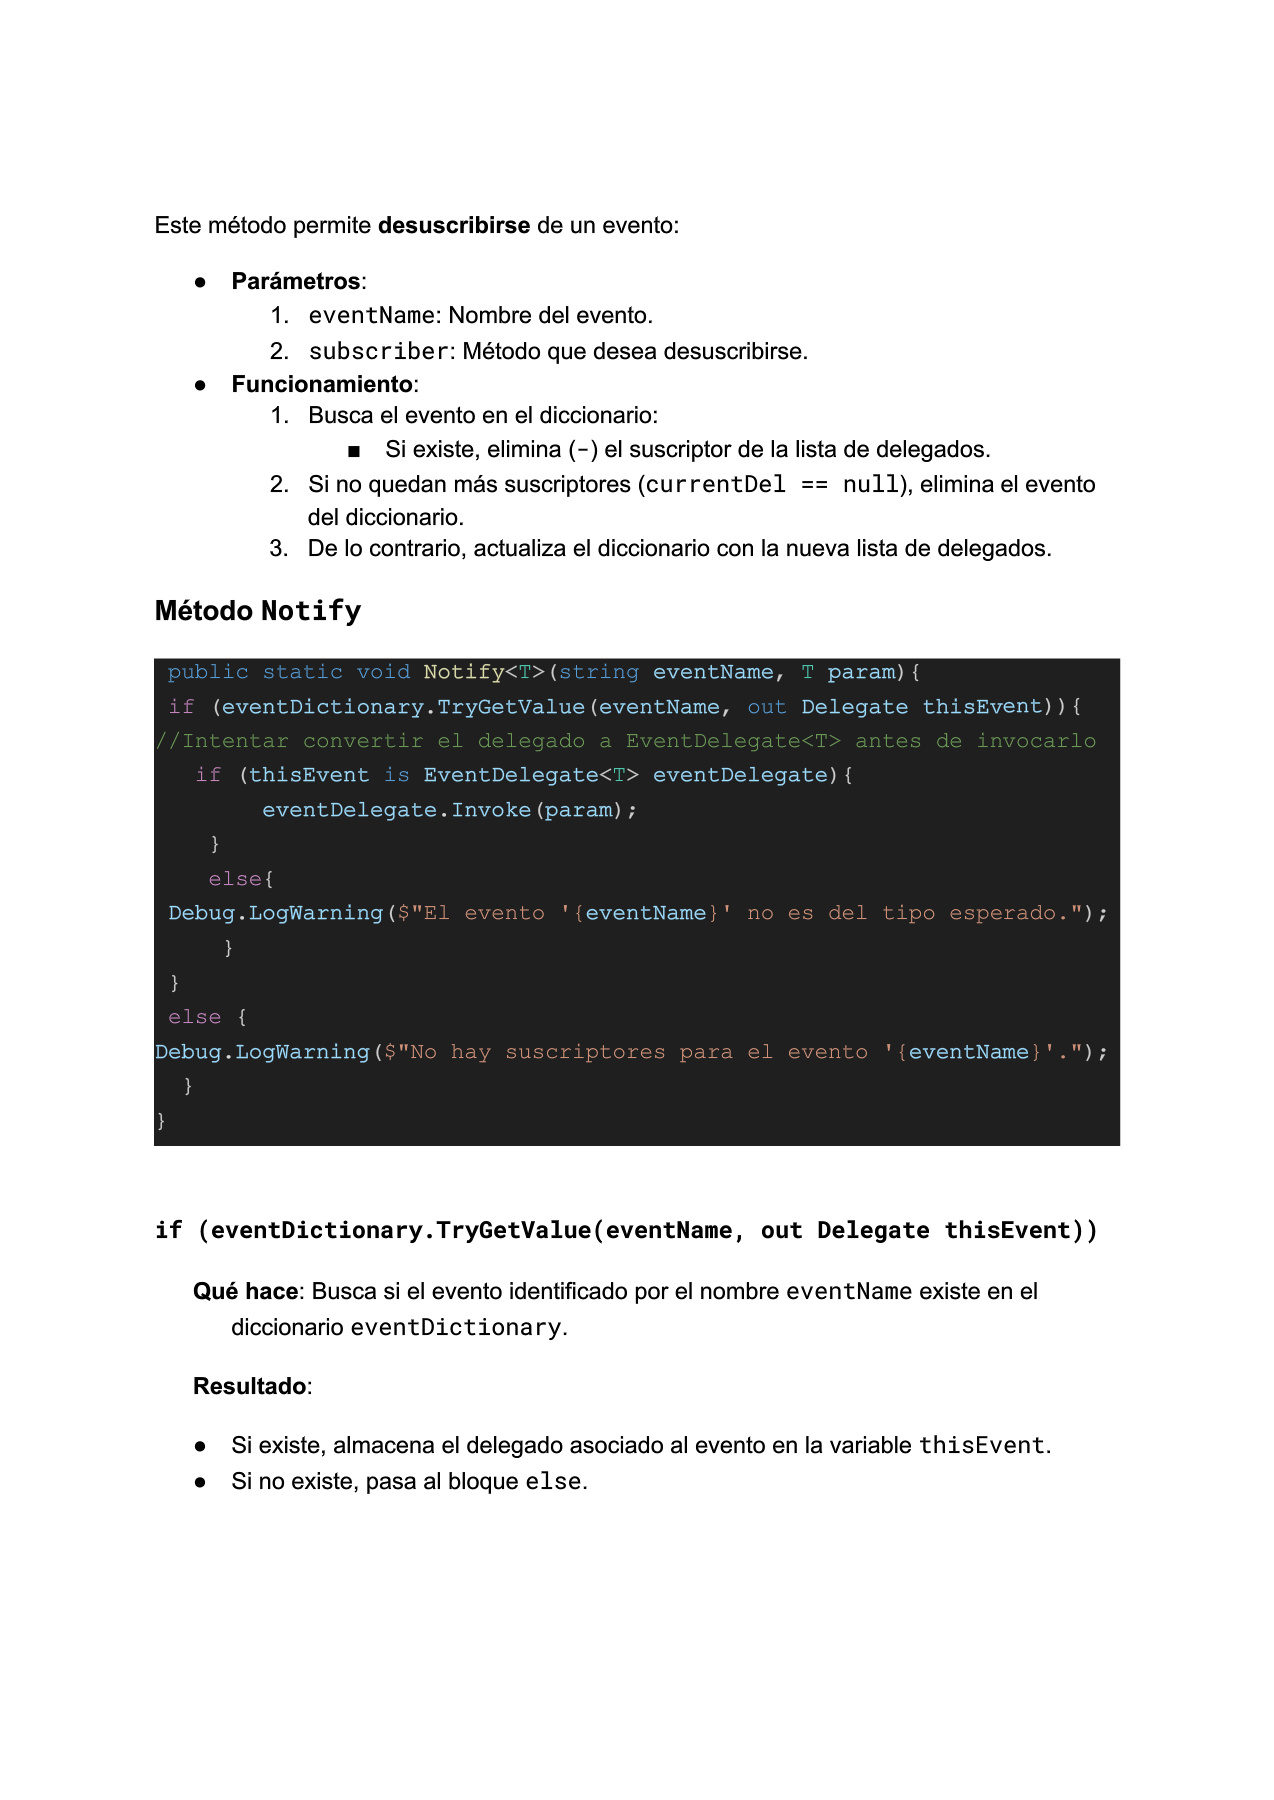 Este método permite desuscribirse de un evento:
● Parámetros:
1. eventName: Nombre del evento.
2. subscriber: Método que desea desuscribirse.
● Funcionamiento:
1. Busca el evento en el diccionario:
■ Si existe, elimina (-) el suscriptor de la lista de delegados.
2. Si no quedan más suscriptores (currentDel == null), elimina el evento
del diccionario.
3. De lo contrario, actualiza el diccionario con la nueva lista de delegados.
Método Notify
public static void Notify<T>(string eventName, T param){
if (eventDictionary.TryGetValue(eventName, out Delegate thisEvent)){
//Intentar convertir el delegado a EventDelegate<T> antes de invocarlo
if (thisEvent is EventDelegate<T> eventDelegate){
eventDelegate.Invoke(param);
}
else{
Debug.LogWarning($"El evento '{eventName}' no es del tipo esperado.");
}
}
else {
Debug.LogWarning($"No hay suscriptores para el evento '{eventName}'.");
}
}
if (eventDictionary.TryGetValue(eventName, out Delegate thisEvent))
Qué hace: Busca si el evento identificado por el nombre eventName existe en el
diccionario eventDictionary.
Resultado:
● Si existe, almacena el delegado asociado al evento en la variable thisEvent.
● Si no existe, pasa al bloque else.